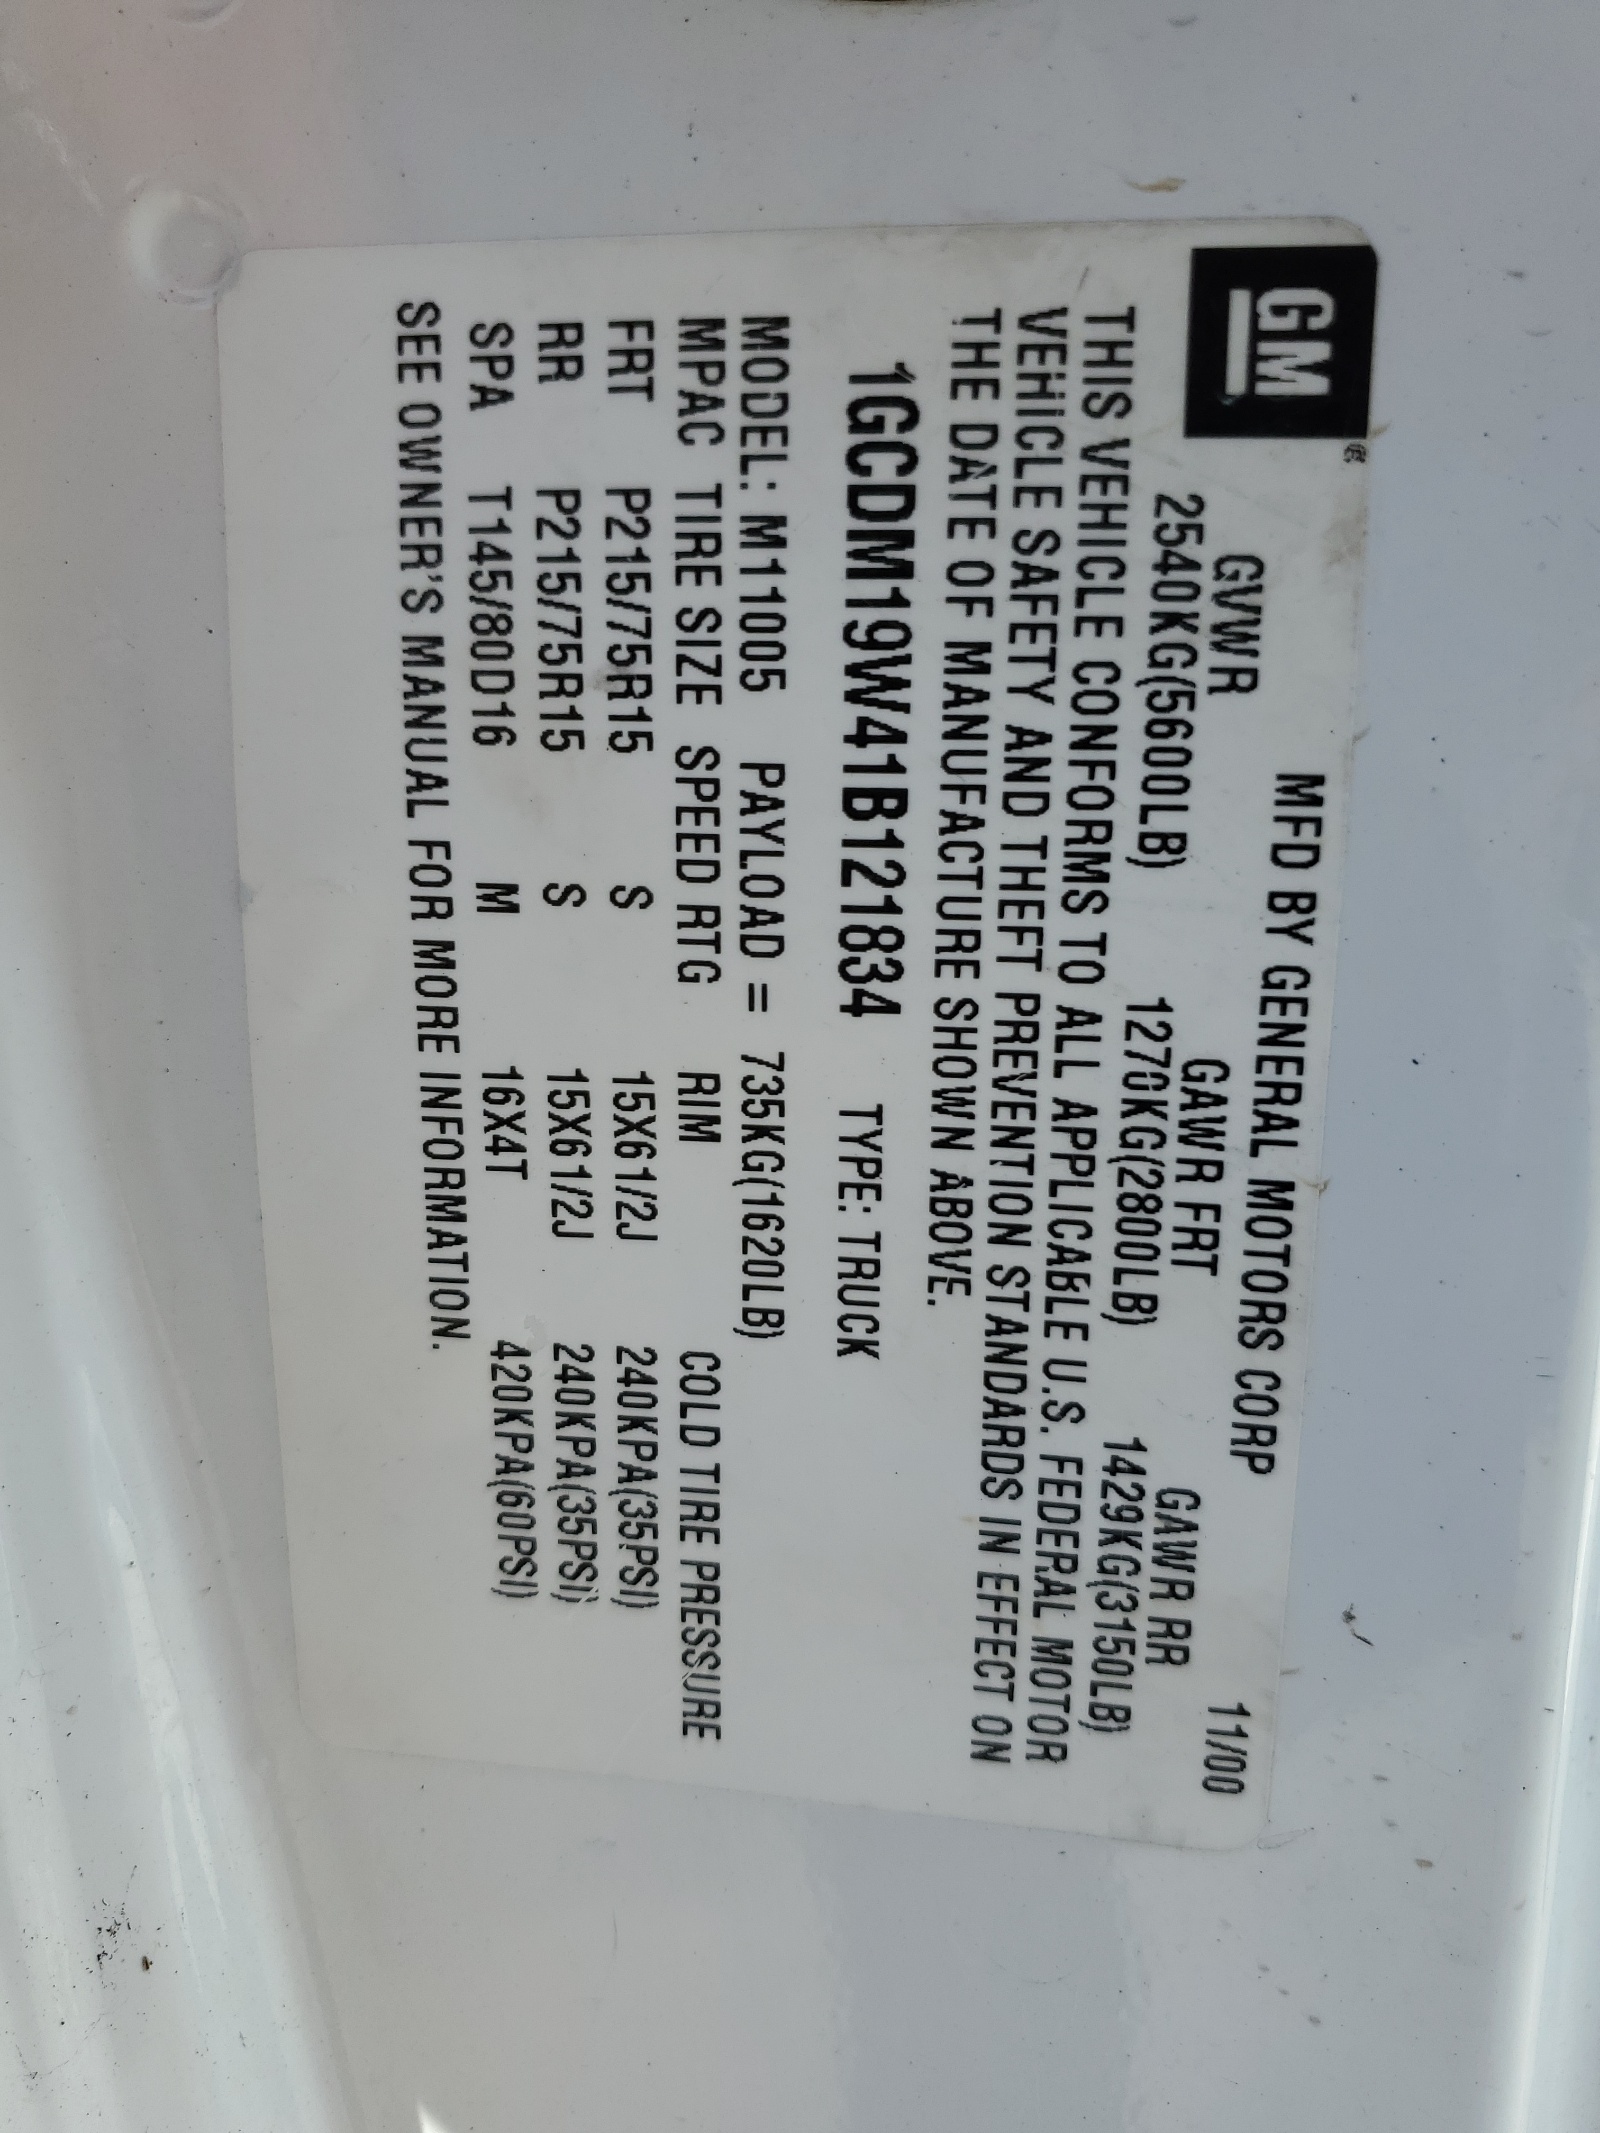 GM®
MFD BY GENERAL MOTORS CORP 11/00
GVWR GAWR FRT GAWR RR
2540KG(5600LB) 1270KG(2800LB) 1429KG(3150LB)
THIS VEHICLE CONFORMS TO ALL APPLICABLE U.S. FEDERAL MOTOR
VEHICLE SAFETY AND THEFT PREVENTION STANDARDS IN EFFECT ON
THE DATE OF MANUFACTURE SHOWN ABOVE.
1GCDM19W41B121834 TYPE: TRUCK
MODEL: M11005 PAYLOAD = 735KG(1620LB)
MPAC TIRE SIZE SPEED RTG RIM COLD TIRE PRESSURE
FRT P215/75R15 S 15X61/2J 240KPA(35PSI)
RR P215/75R15 S 15X61/2J 240KPA(35PSI)
SPA T145/80D16 M 16X4T 420KPA(60PSI)
SEE OWNER'S MANUAL FOR MORE INFORMATION.